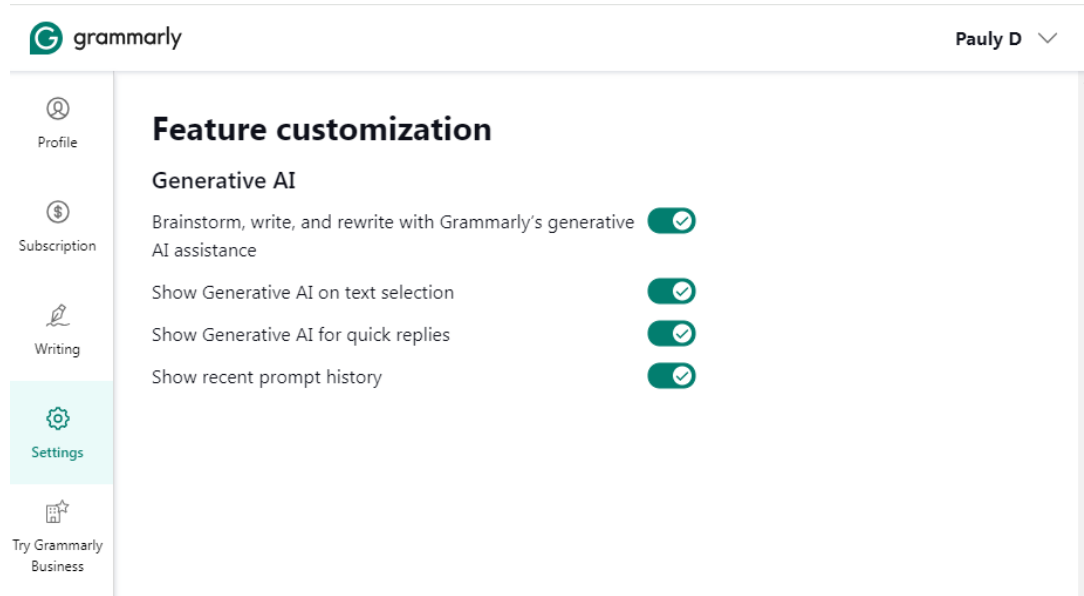 grammarly
Pauly D
Profile
Subscription
Writing
Settings
Try Grammarly
Business
Feature customization
Generative AI
Brainstorm, write, and rewrite with Grammarly's generative
AI assistance
Show Generative AI on text selection
Show Generative AI for quick replies
Show recent prompt history